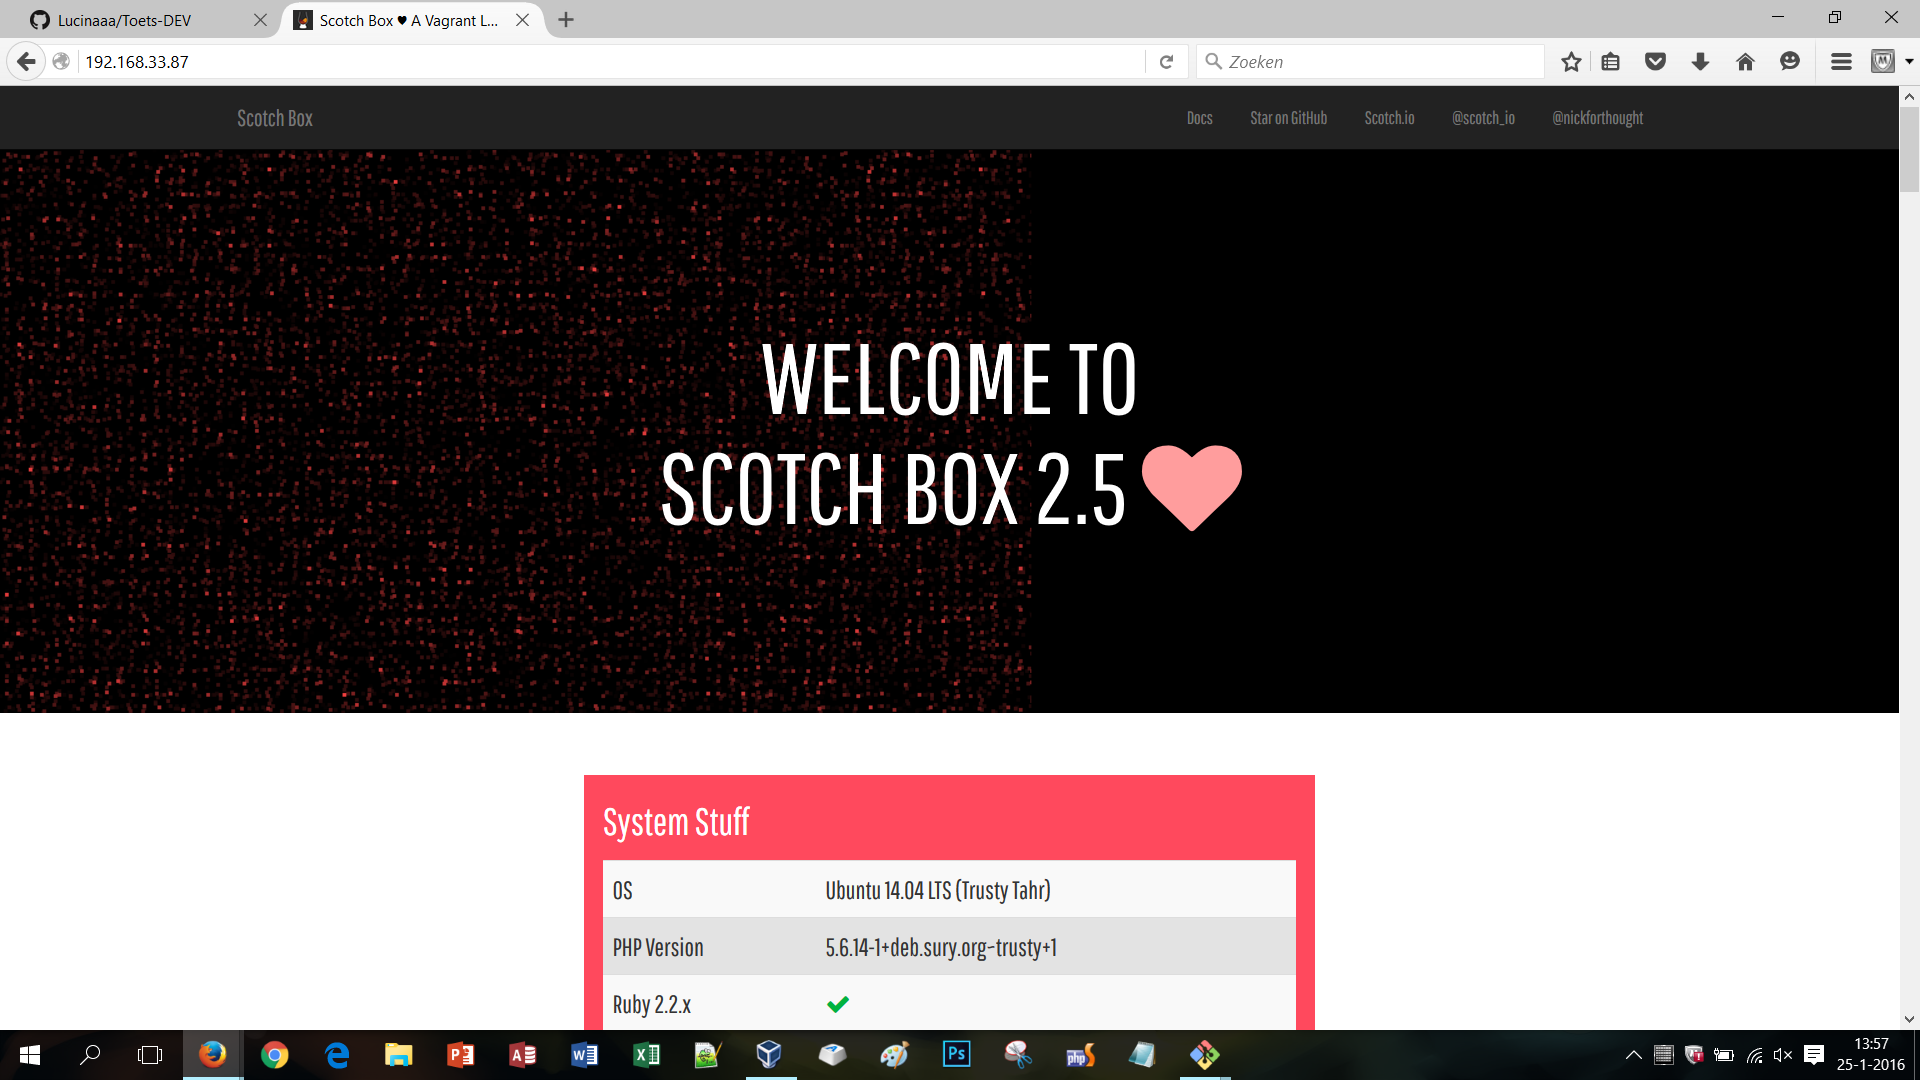 Lucinaaa/Toets-DEV
Scotch Box ♥ A Vagrant L...
192.168.33.87
Zoeken
Scotch Box
Docs
Star on GitHub
Scotch.io
@scotch_io
@nickforthought
WELCOME TO
SCOTCH BOX 2.5
System Stuff
OS
Ubuntu 14.04 LTS (Trusty Tahr)
PHP Version
5.6.14-1+deb.sury.org~trusty+1
Ruby 2.2.x
Ps
php
13:57
25-1-2016